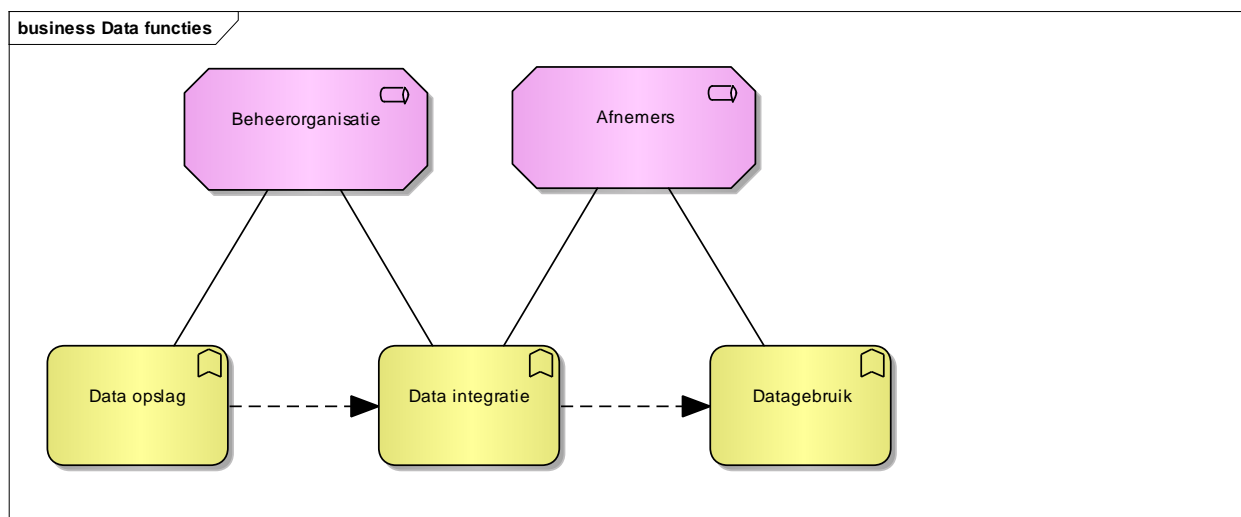 business Data functies
Beheerorganisatie
Afnemers
Data opslag
Data integratie
Datagebruik